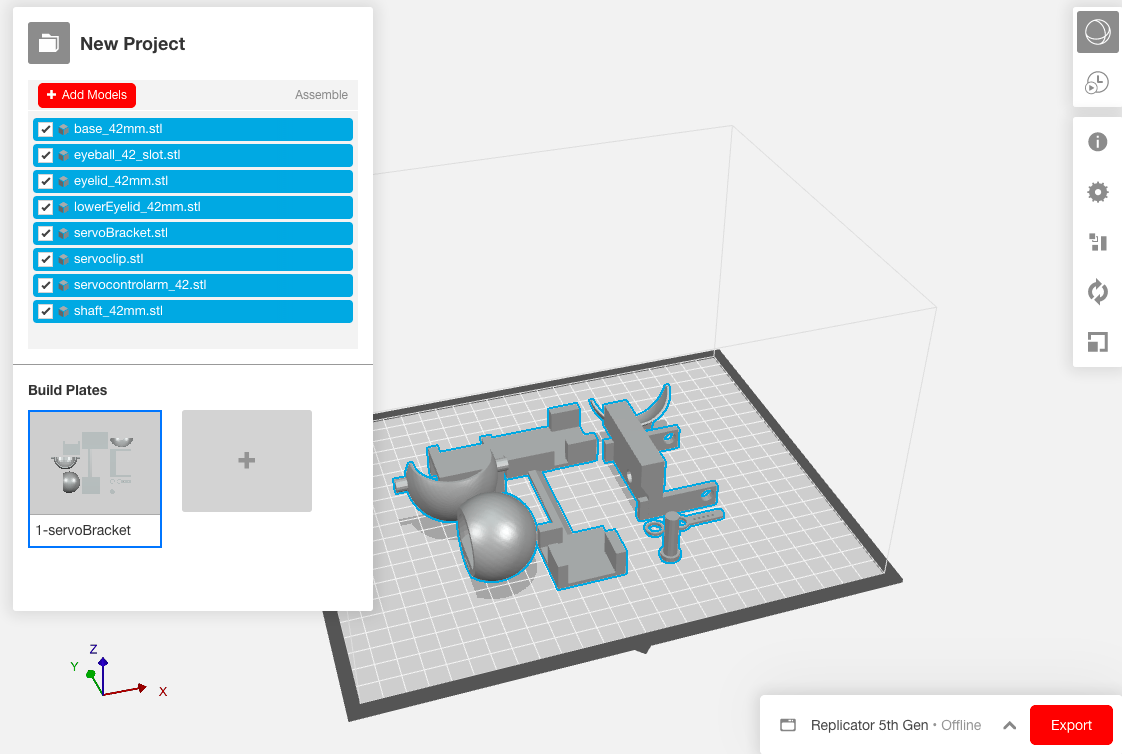 New Project
Add Models
Assemble
base_42mm.stl
eyeball_42_slot.stl
eyelid_42mm.stl
lowerEyelid_42mm.stl
servoBracket.stl
servoclip.stl
servocontrolarm_42.stl
shaft_42mm.stl
Build Plates
1-servoBracket
Z
Y
X
Replicator 5th Gen • Offline
Export